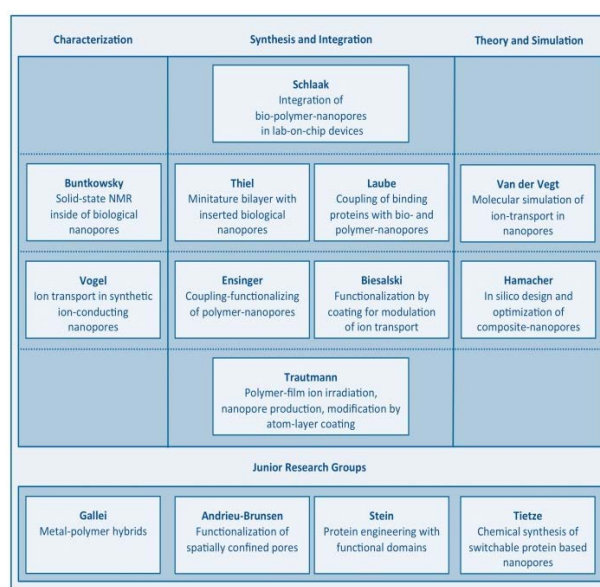 Characterization
Synthesis and Integration
Theory and Simulation
Schlaak
Integration of
bio-polymer-nanopores
in lab-on-chip devices
Buntkowsky
Solid-state NMR
inside of biological
nanopores
Thiel
Minitature bilayer with
inserted biological
nanopores
Laube
Coupling of binding
proteins with bio- and
polymer-nanopores
Van der Vegt
Molecular simulation of
ion-transport in
nanopores
Vogel
Ion transport in synthetic
ion-conducting
nanopores
Ensinger
Coupling-functionalizing
of polymer-nanopores
Biesalski
Functionalization by
coating for modulation
of ion transport
Hamacher
In silico design and
optimization of
composite-nanopores
Trautmann
Polymer-film ion irradiation,
nanopore production, modification by
atom-layer coating
Junior Research Groups
Gallei
Metal-polymer hybrids
Andrieu-Brunsen
Functionalization of
spatially confined pores
Stein
Protein engineering with
functional domains
Tietze
Chemical synthesis of
switchable protein based
nanopores